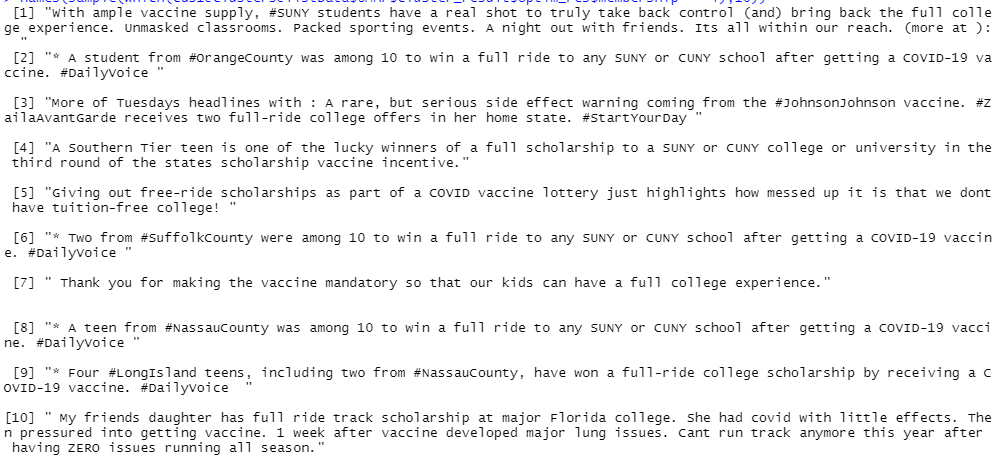 [1] "With ample vaccine supply, #SUNY students have a real shot to truly take back control (and) bring back the full colle
ge experience. Unmasked classrooms. Packed sporting events. A night out with friends. Its all within our reach. (more at ):
"
[2] "* A student from #OrangeCounty was among 10 to win a full ride to any SUNY or CUNY school after getting a COVID-19 va
ccine. #DailyVoice "
[3] "More of Tuesdays headlines with : A rare, but serious side effect warning coming from the #JohnsonJohnson vaccine. #Z
ailaAvantGarde receives two full-ride college offers in her home state. #StartYourDay "
[4] "A Southern Tier teen is one of the lucky winners of a full scholarship to a SUNY or CUNY college or university in the
third round of the states scholarship vaccine incentive."
[5] "Giving out free-ride scholarships as part of a COVID vaccine lottery just highlights how messed up it is that we dont
have tuition-free college! "
[6] "* Two from #SuffolkCounty were among 10 to win a full ride to any SUNY or CUNY school after getting a COVID-19 vaccin
e. #DailyVoice "
[7] " Thank you for making the vaccine mandatory so that our kids can have a full college experience."
[8] "* A teen from #NassauCounty was among 10 to win a full ride to any SUNY or CUNY school after getting a COVID-19 vacci
ne. #DailyVoice "
[9] "* Four #LongIsland teens, including two from #NassauCounty, have won a full-ride college scholarship by receiving a C
OVID-19 vaccine. #DailyVoice  "
[10] " My friends daughter has full ride track scholarship at major Florida college. She had covid with little effects. The
n pressured into getting vaccine. 1 week after vaccine developed major lung issues. Cant run track anymore this year after
having ZERO issues running all season."